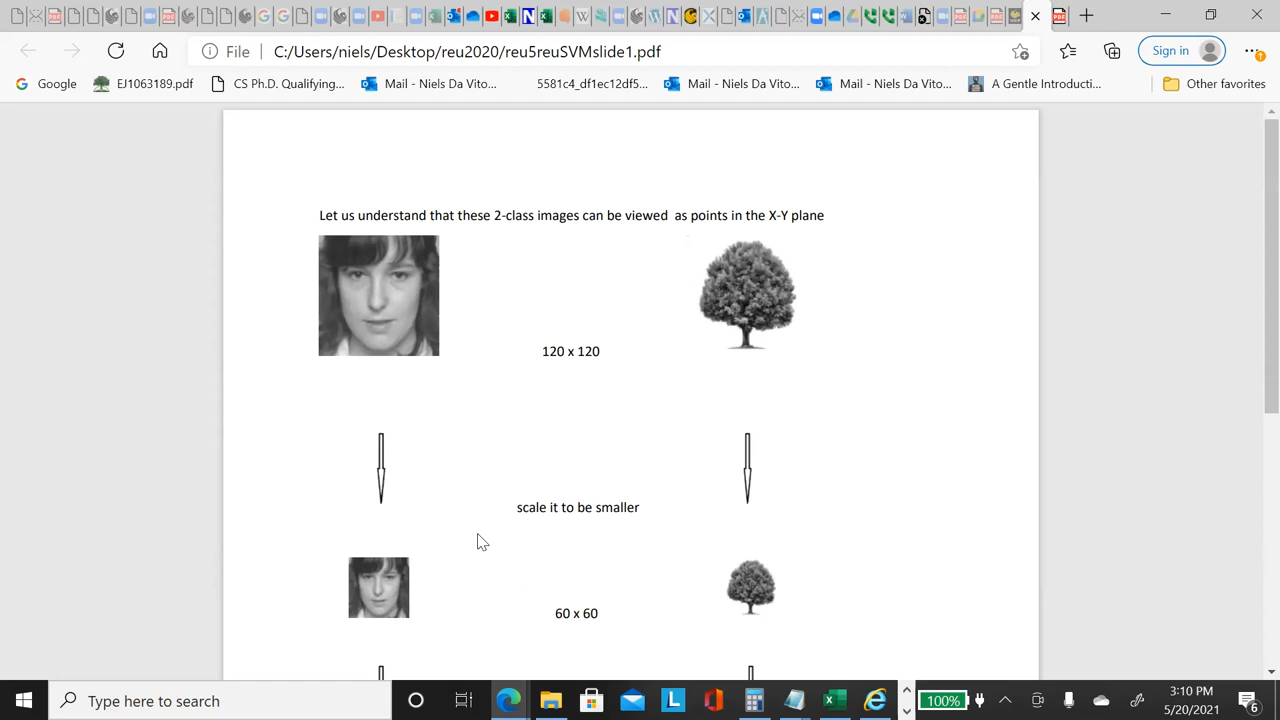 File C:/Users/niels/Desktop/reu2020/reu5reuSVMslide1.pdf Sign in
Google EJ1063189.pdf CS Ph.D. Qualifying... Mail - Niels Da Vito... 5581c4_df1ec12df5... Mail - Niels Da Vito... Mail - Niels Da Vito... A Gentle Introducti... Other favorites
Let us understand that these 2-class images can be viewed as points in the X-Y plane
120 x 120
scale it to be smaller
60 x 60
Type here to search 100% 3:10 PM
5/20/2021 6